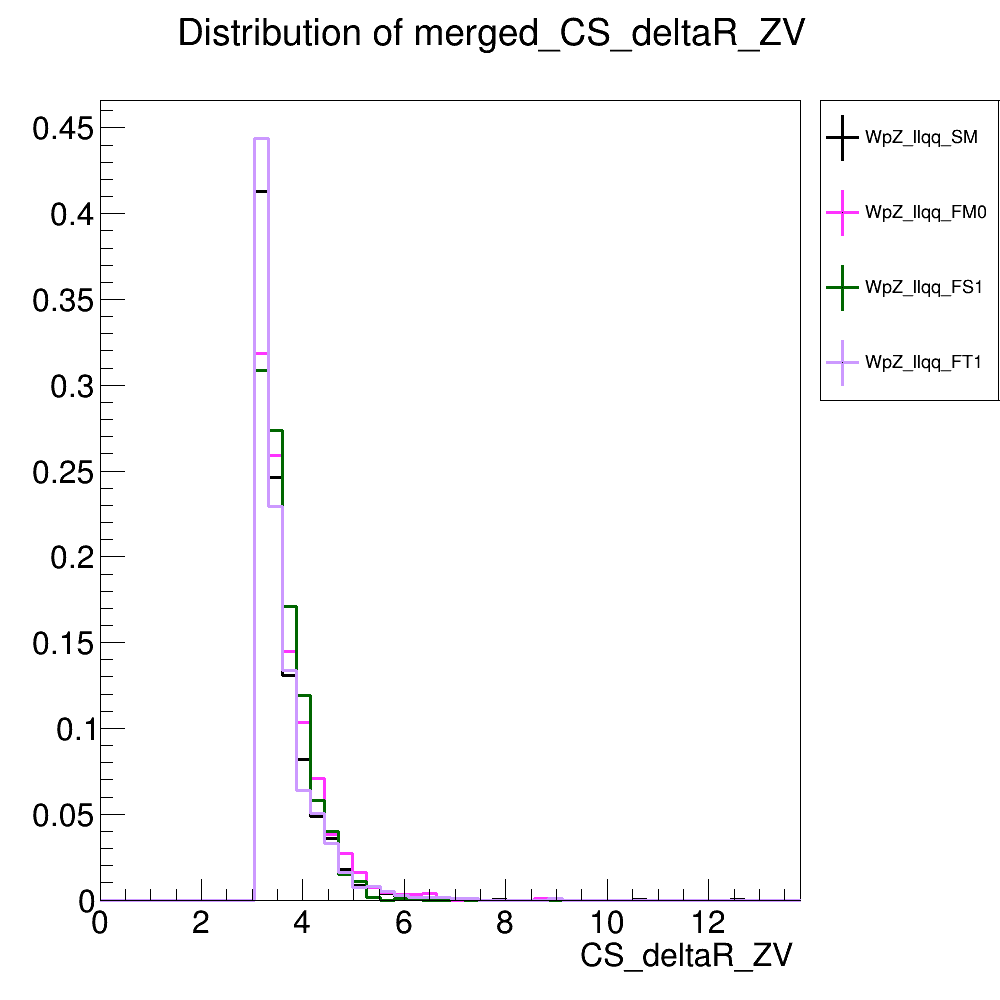 Distribution of merged_CS_deltaR_ZV
0.45
0.4
0.35
0.3
0.25
0.2
0.15
0.1
0.05
0
0 2 4 6 8 10 12
CS_deltaR_ZV
WpZ_llqq_SM
WpZ_llqq_FM0
WpZ_llqq_FS1
WpZ_llqq_FT1